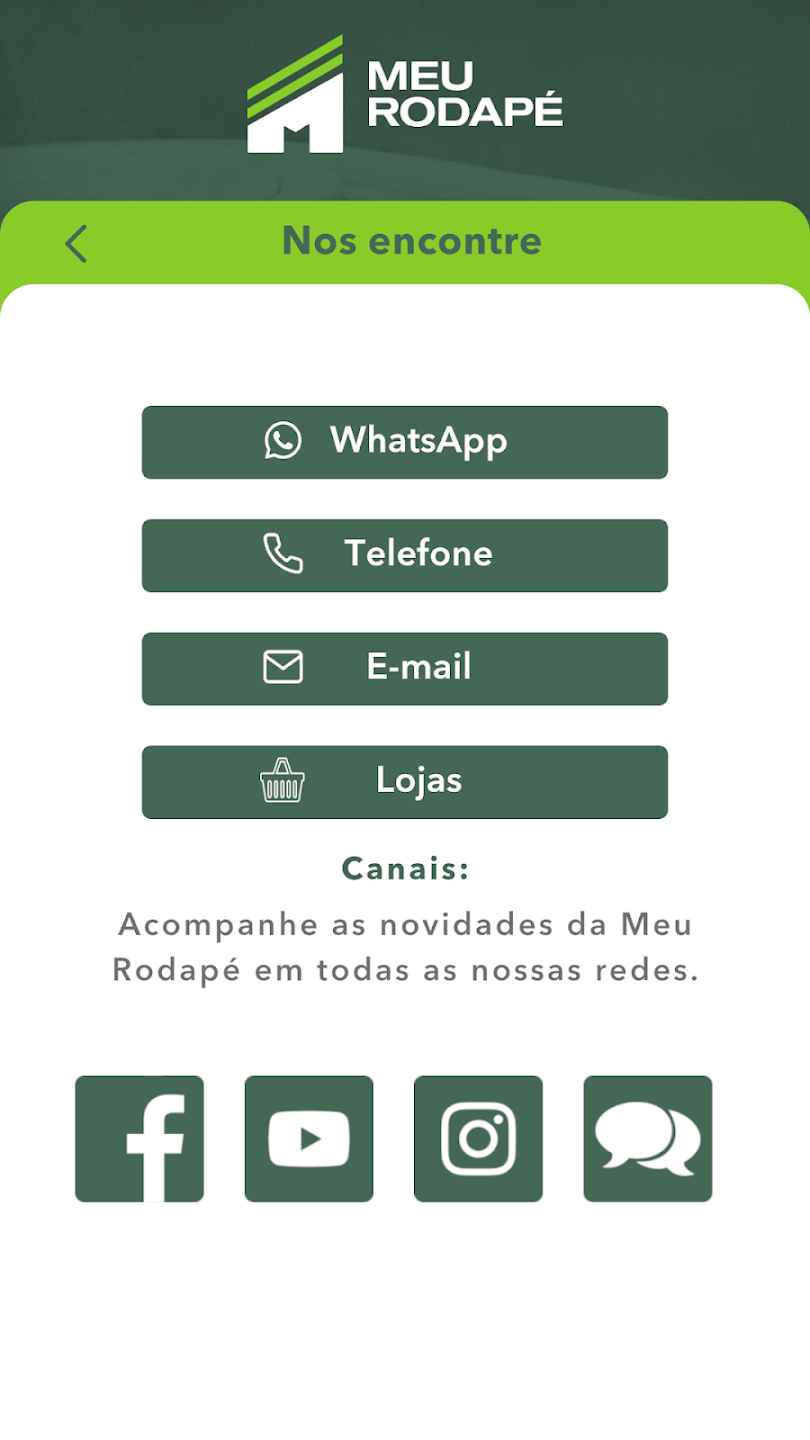 MEU
RODAPÉ
Nos encontre
WhatsApp
Telefone
E-mail
Lojas
Canais:
Acompanhe as novidades da Meu
Rodapé em todas as nossas redes.